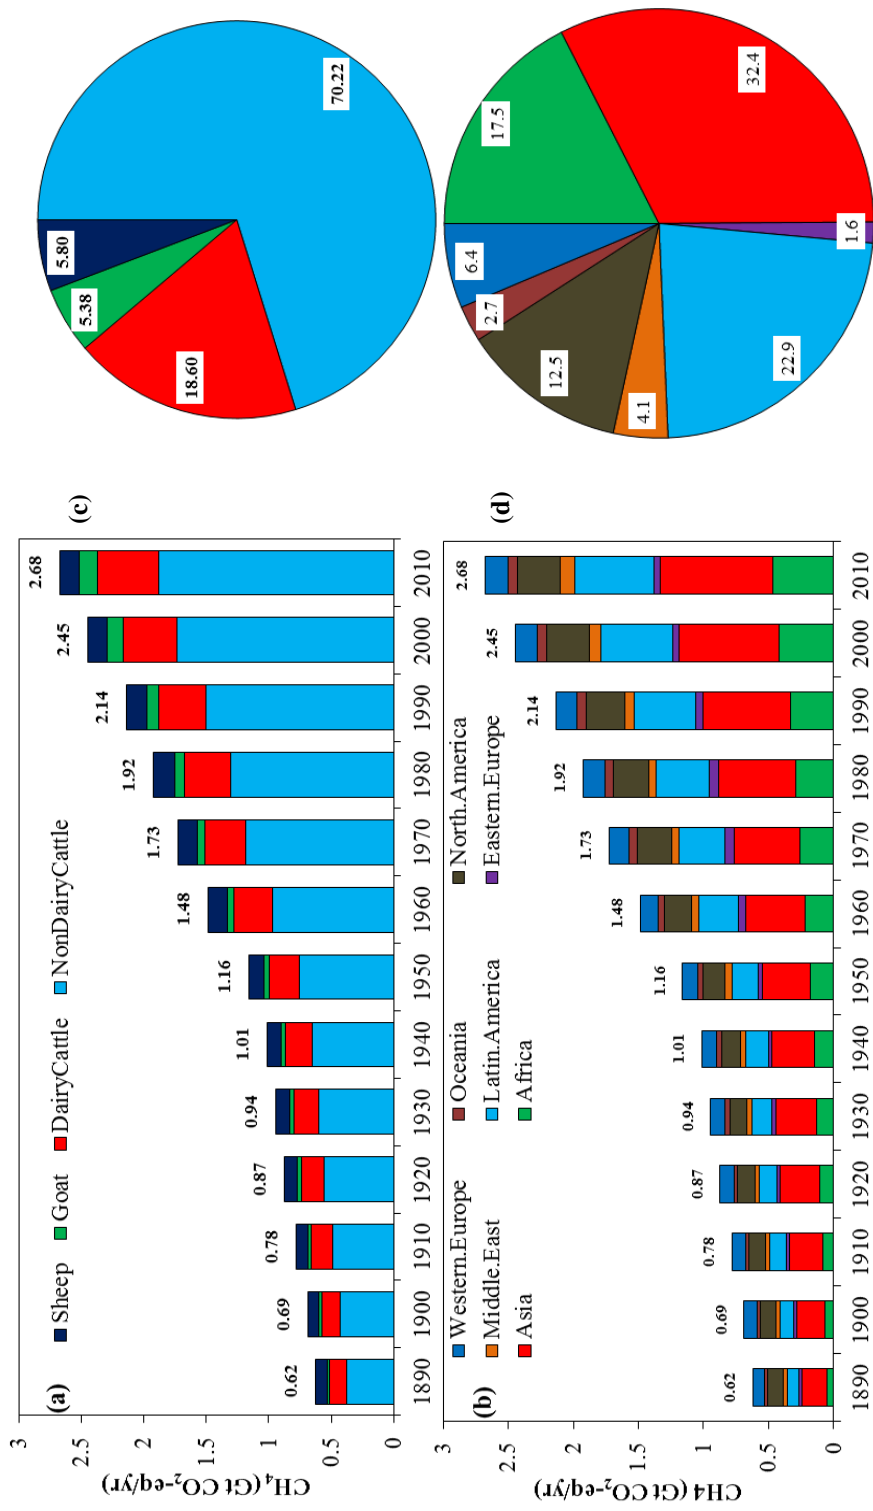 (a)
Sheep Goat DairyCattle NonDairyCattle
CH₄ (Gt CO₂-eq/yr)
3
2.5
2
1.5
1
0.5
0
0.62 0.69 0.78 0.87 0.94 1.01 1.16 1.48 1.73 1.92 2.14 2.45 2.68
1890 1900 1910 1920 1930 1940 1950 1960 1970 1980 1990 2000 2010
(c)
5.80
5.38
18.60
70.22
(b)
Western.Europe Oceania North.America
Middle.East Latin.America Eastern.Europe
Asia Africa
CH4 (Gt CO₂-eq/yr)
3
2.5
2
1.5
1
0.5
0
0.62 0.69 0.78 0.87 0.94 1.01 1.16 1.48 1.73 1.92 2.14 2.45 2.68
1890 1900 1910 1920 1930 1940 1950 1960 1970 1980 1990 2000 2010
(d)
6.4
2.7
12.5
4.1
22.9
1.6
32.4
17.5